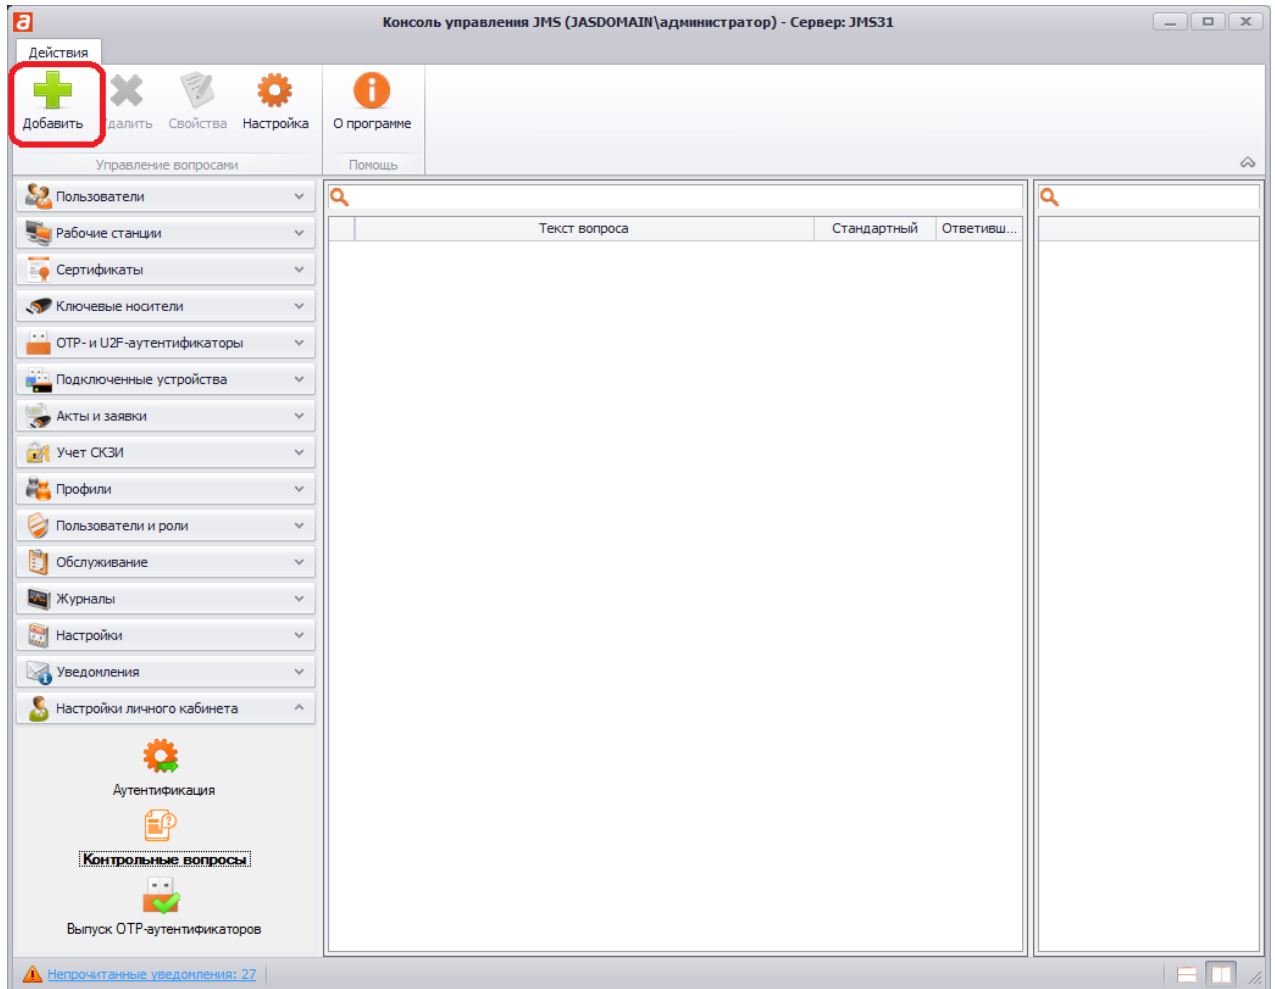 Консоль управления JMS (JASDOMAIN\администратор) - Сервер: JMS31
Действия
Добавить Удалить Свойства Настройка О программе
Управление вопросами Помощь
Пользователи
Рабочие станции
Сертификаты
Ключевые носители
OTP- и U2F-аутентификаторы
Подключенные устройства
Акты и заявки
Учет СКЗИ
Профили
Пользователи и роли
Обслуживание
Журналы
Настройки
Уведомления
Настройки личного кабинета
Аутентификация
Контрольные вопросы
Выпуск OTP-аутентификаторов
Текст вопроса Стандартный Ответивш...
Непрочитанные уведомления: 27